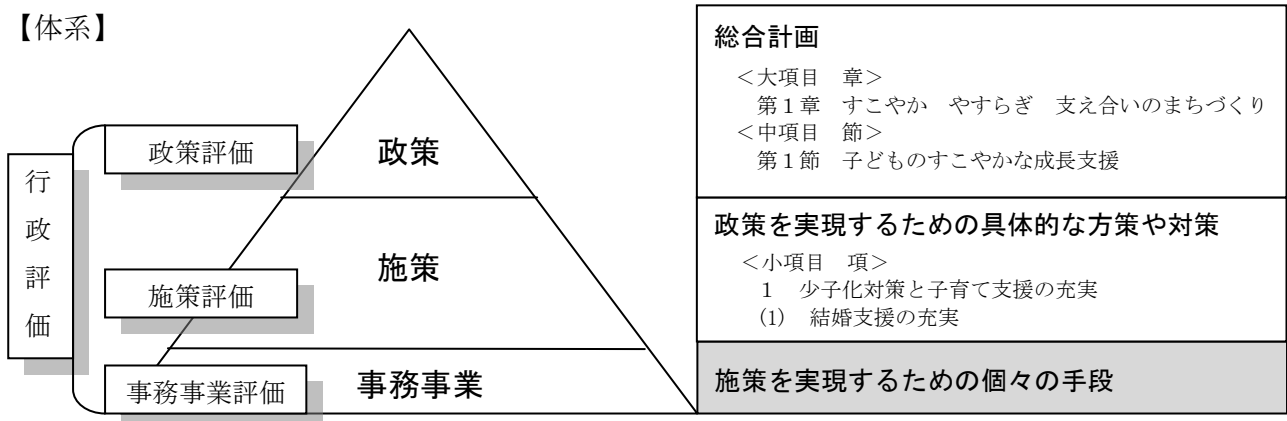 【体系】
行政評価
政策評価
施策評価
事務事業評価
政策
施策
事務事業
総合計画
＜大項目　章＞
第１章　すこやか　やすらぎ　支え合いのまちづくり
＜中項目　節＞
第１節　子どものすこやかな成長支援
政策を実現するための具体的な方策や対策
＜小項目　項＞
１　少子化対策と子育て支援の充実
(1)　結婚支援の充実
施策を実現するための個々の手段